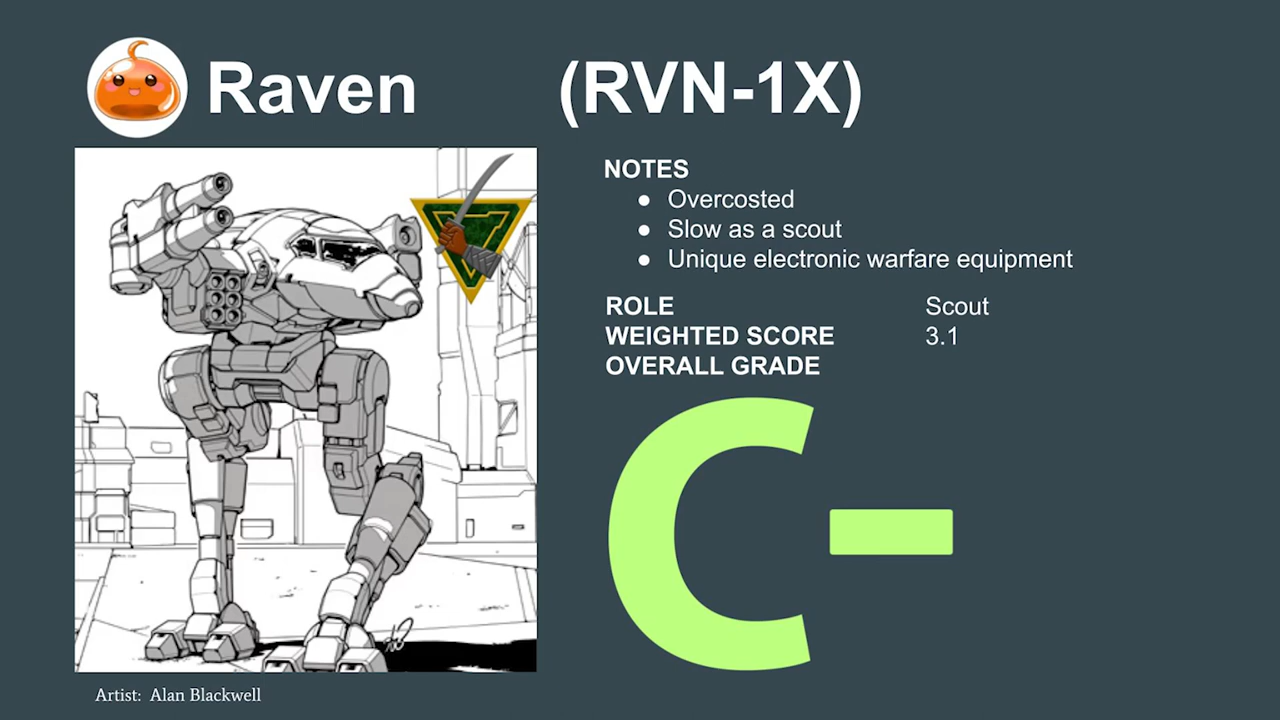 Raven (RVN-1X)
NOTES
● Overcosted
● Slow as a scout
● Unique electronic warfare equipment
ROLE Scout
WEIGHTED SCORE 3.1
OVERALL GRADE
C-
Artist: Alan Blackwell